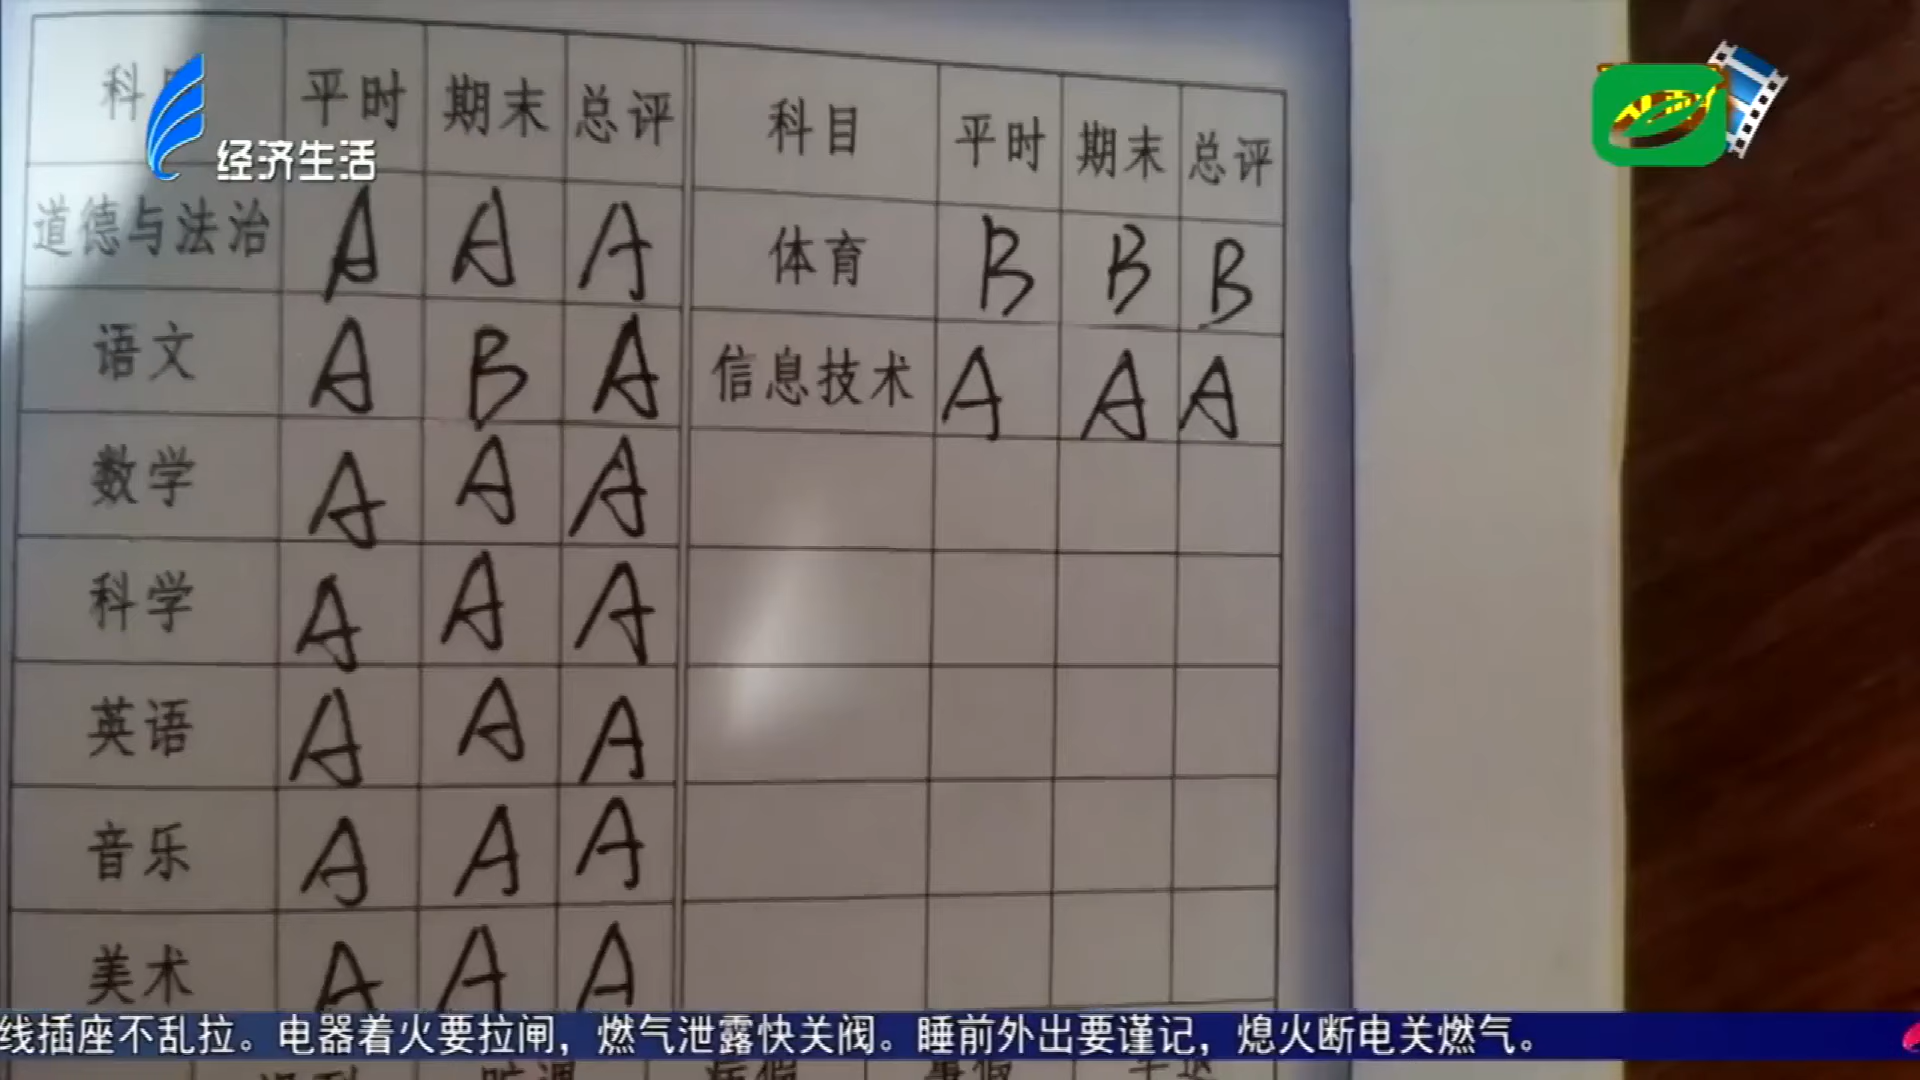 经济生活
科目 平时 期末 总评 科目 平时 期末 总评
道德与法治 A A A 体育 B B B
语文 A B A 信息技术 A A A
数学 A A A
科学 A A A
英语 A A A
音乐 A A A
美术 A A A
线插座不乱拉。电器着火要拉闸，燃气泄露快关阀。睡前外出要谨记，熄火断电关燃气。